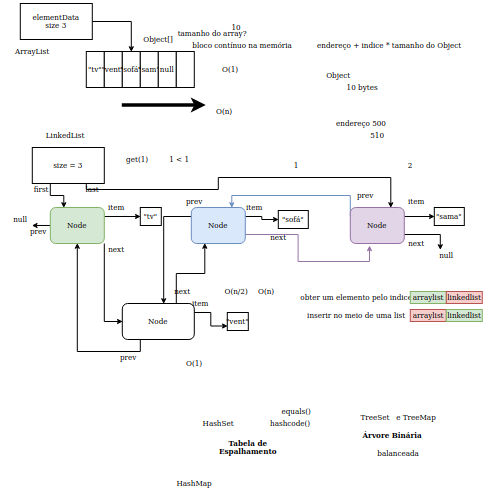 elementData
size 3
ArrayList
Object[]
10
tamanho do array?
bloco contínuo na memória
endereço + indice * tamanho do Object
"tv"
vent
sofá
sam
null
O(1)
Object
10 bytes
O(n)
endereço 500
510
LinkedList
get(1)
1 < 1
size = 3
1
2
first
last
prev
item
Node
"tv"
null
prev
next
prev
item
Node
"sofá"
next
prev
item
Node
"sama"
next
null
next
item
Node
"vent"
prev
O(n/2)
O(n)
O(1)
obter um elemento pelo indice
arraylist
linkedlist
inserir no meio de uma list
arraylist
linkedlist
equals()
HashSet
hashcode()
TreeSet e TreeMap
Tabela de
Espalhamento
Árvore Binária
balanceada
HashMap